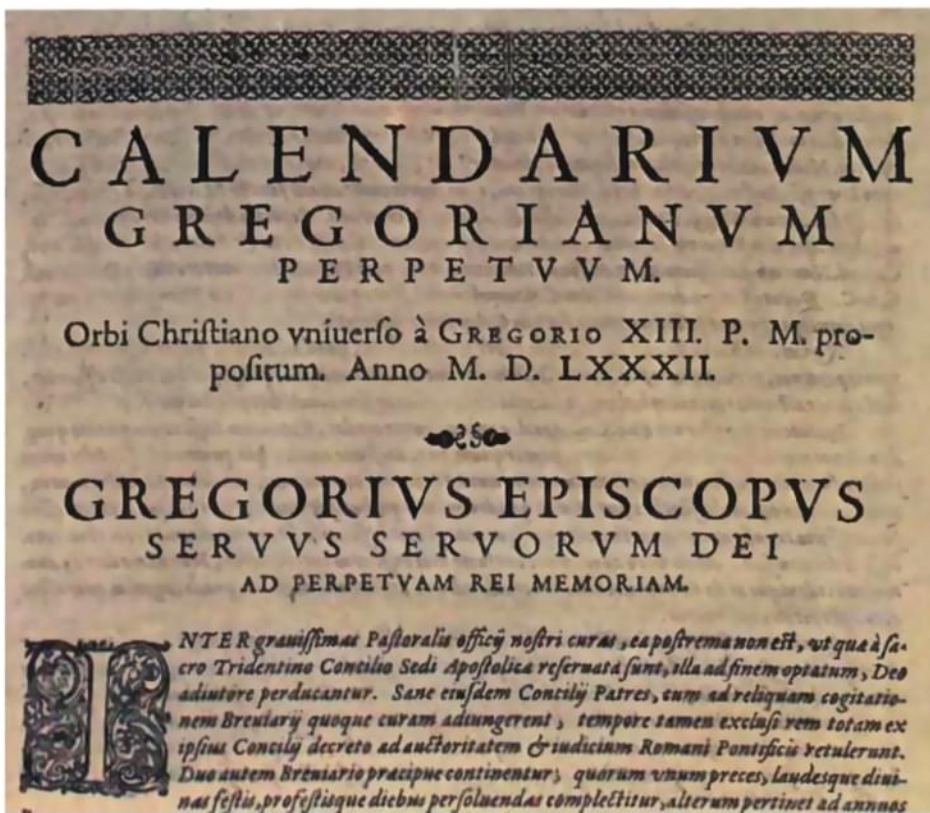 CALENDARIVM
GREGORIANVM
PERPETVVM.
Orbi Chriſtiano vniuerſo à GREGORIO XIII. P. M. pro-
poſitum. Anno M. D. LXXXII.
GREGORIVS EPISCOPVS
SERVVS SERVORVM DEI
AD PERPETVAM REI MEMORIAM.
INTER grauiſſimas Paſtoralis officij noſtri curas, ea poſtrema non eſt, vt quæ à ſa-
cro Tridentino Concilio Sedi Apoſtolicæ reſeruata ſunt, illa ad finem optatum, Deo
adiutore perducantur. Sane eiuſdem Concilij Patres, cum ad reliquam cogitatio-
nem Breuiarij quoque curam adiungerent, tempore tamen excluſi rem totam ex
ipſius Concilij decreto ad auctoritatem & iudicium Romani Pontificis retulerunt.
Duo autem Breuiario præcipue continentur, quorum vnum preces, laudesque diui-
nas feſtis, profeſtisque diebus perſoluendas complectitur, alterum pertinet ad annuos